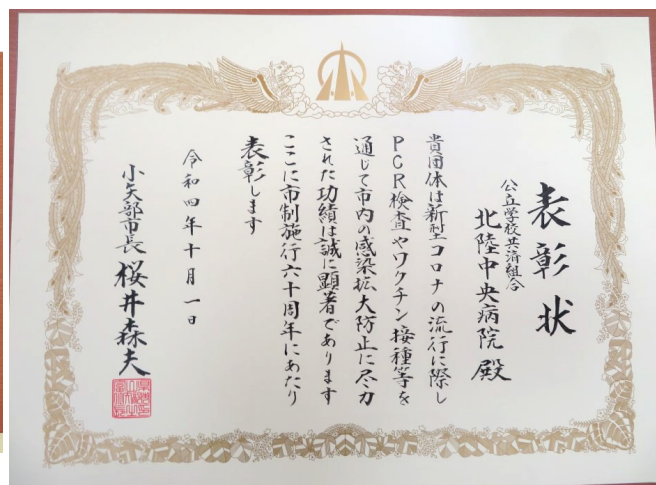 表彰状
公立学校共済組合
北陸中央病院 殿
貴団体は新型コロナの流行に際し
PCR検査やワクチン接種等を
通じて市内の感染拡大防止に尽力
された功績は誠に顕著であります
ここに市制施行六十周年にあたり
表彰します
令和四年十月一日
小矢部市長 桜井森夫